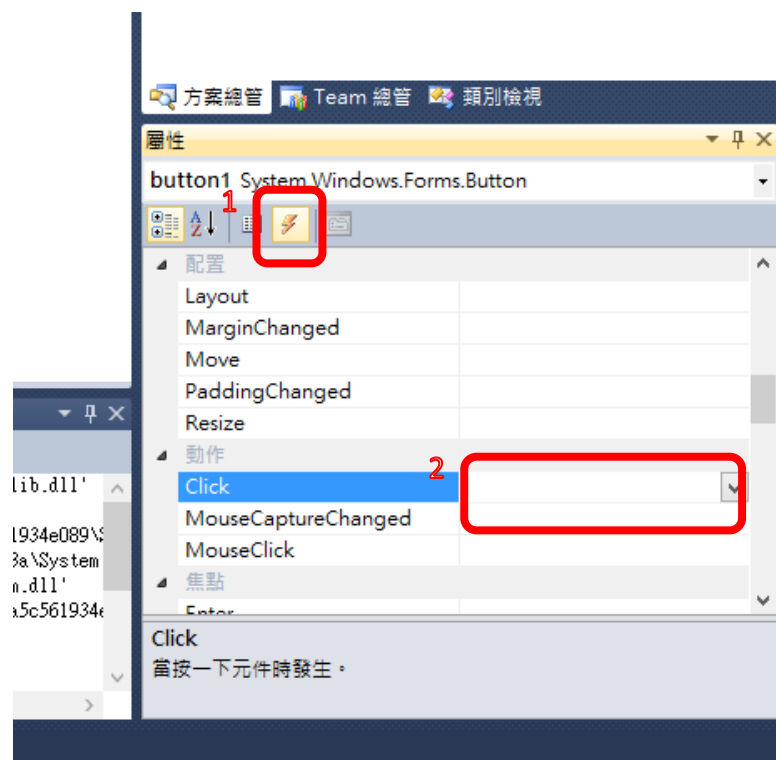 方案總管 Team 總管 類別檢視
屬性
button1 System.Windows.Forms.Button
1
配置
Layout
MarginChanged
Move
PaddingChanged
Resize
動作
2
Click
MouseCaptureChanged
MouseClick
焦點
Enter
Click
當按一下元件時發生。
lib.dll'
1934e089\
3a\System
m.dll'
a5c561934e